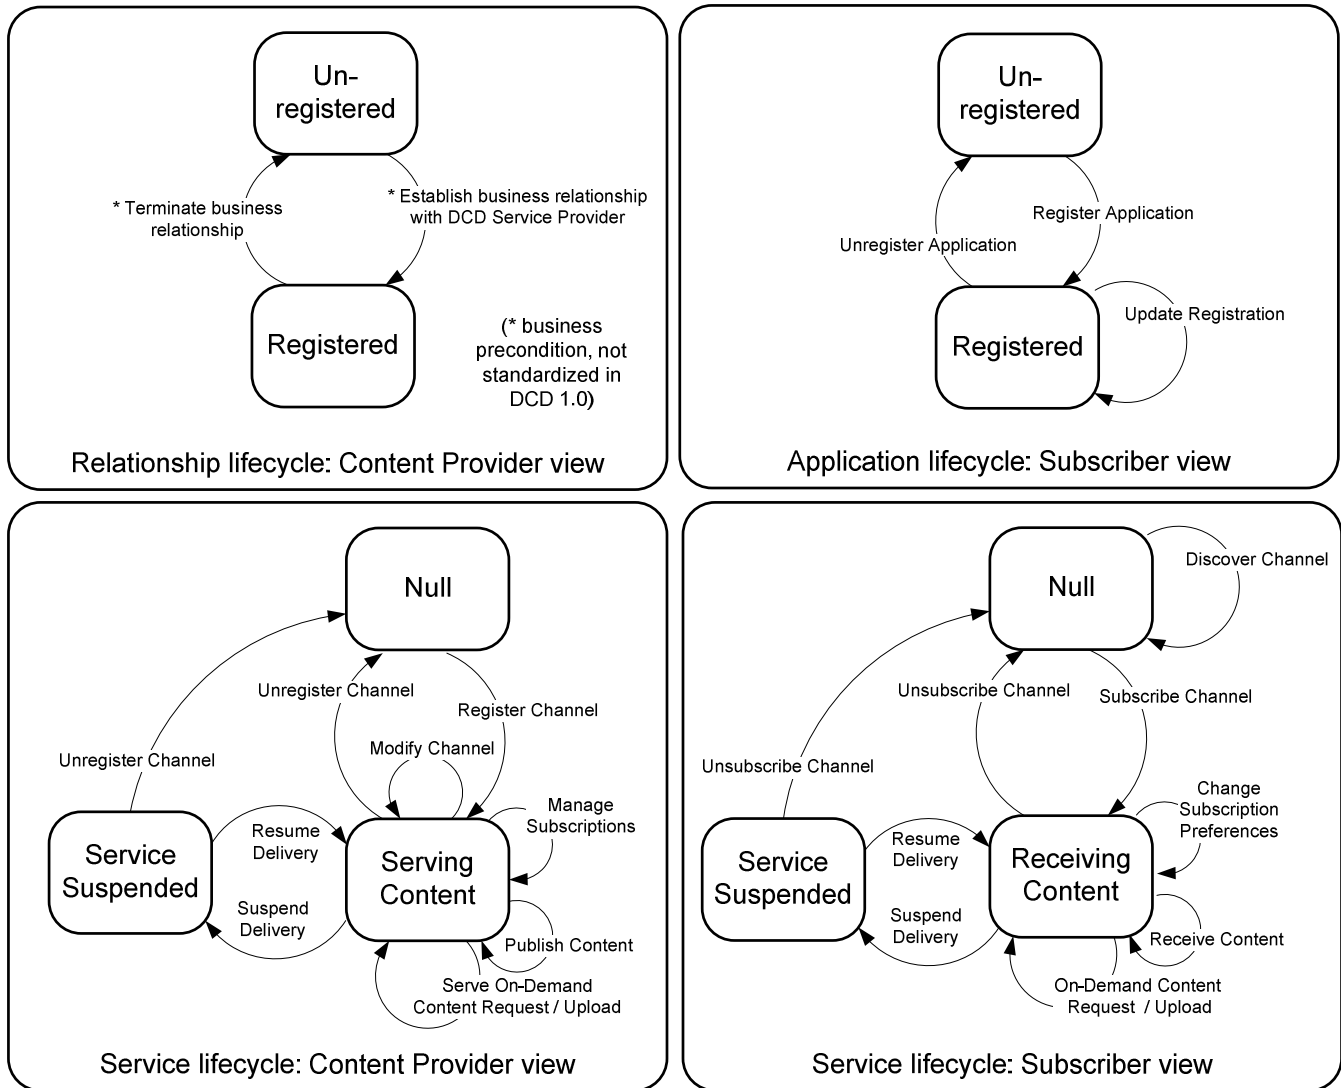 Un-
registered
* Terminate business
relationship
* Establish business relationship
with DCD Service Provider
Registered
(* business
precondition, not
standardized in
DCD 1.0)
Relationship lifecycle: Content Provider view
Un-
registered
Unregister Application
Register Application
Registered
Update Registration
Application lifecycle: Subscriber view
Null
Unregister Channel
Register Channel
Unregister Channel
Modify Channel
Manage
Subscriptions
Service
Suspended
Resume
Delivery
Serving
Content
Suspend
Delivery
Publish Content
Serve On-Demand
Content Request / Upload
Service lifecycle: Content Provider view
Null
Discover Channel
Unsubscribe Channel
Subscribe Channel
Unsubscribe Channel
Change
Subscription
Preferences
Service
Suspended
Resume
Delivery
Receiving
Content
Suspend
Delivery
Receive Content
On-Demand Content
Request / Upload
Service lifecycle: Subscriber view